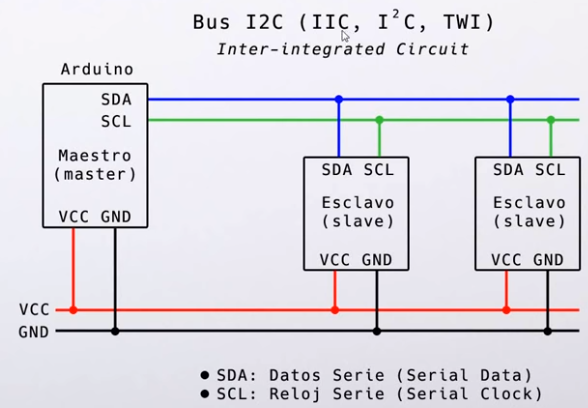 Bus I2C (IIC, I²C, TWI)
Inter-integrated Circuit
Arduino
SDA
SCL
Maestro
(master)
VCC GND
SDA SCL
Esclavo
(slave)
VCC GND
SDA SCL
Esclavo
(slave)
VCC GND
VCC
GND
● SDA: Datos Serie (Serial Data)
● SCL: Reloj Serie (Serial Clock)